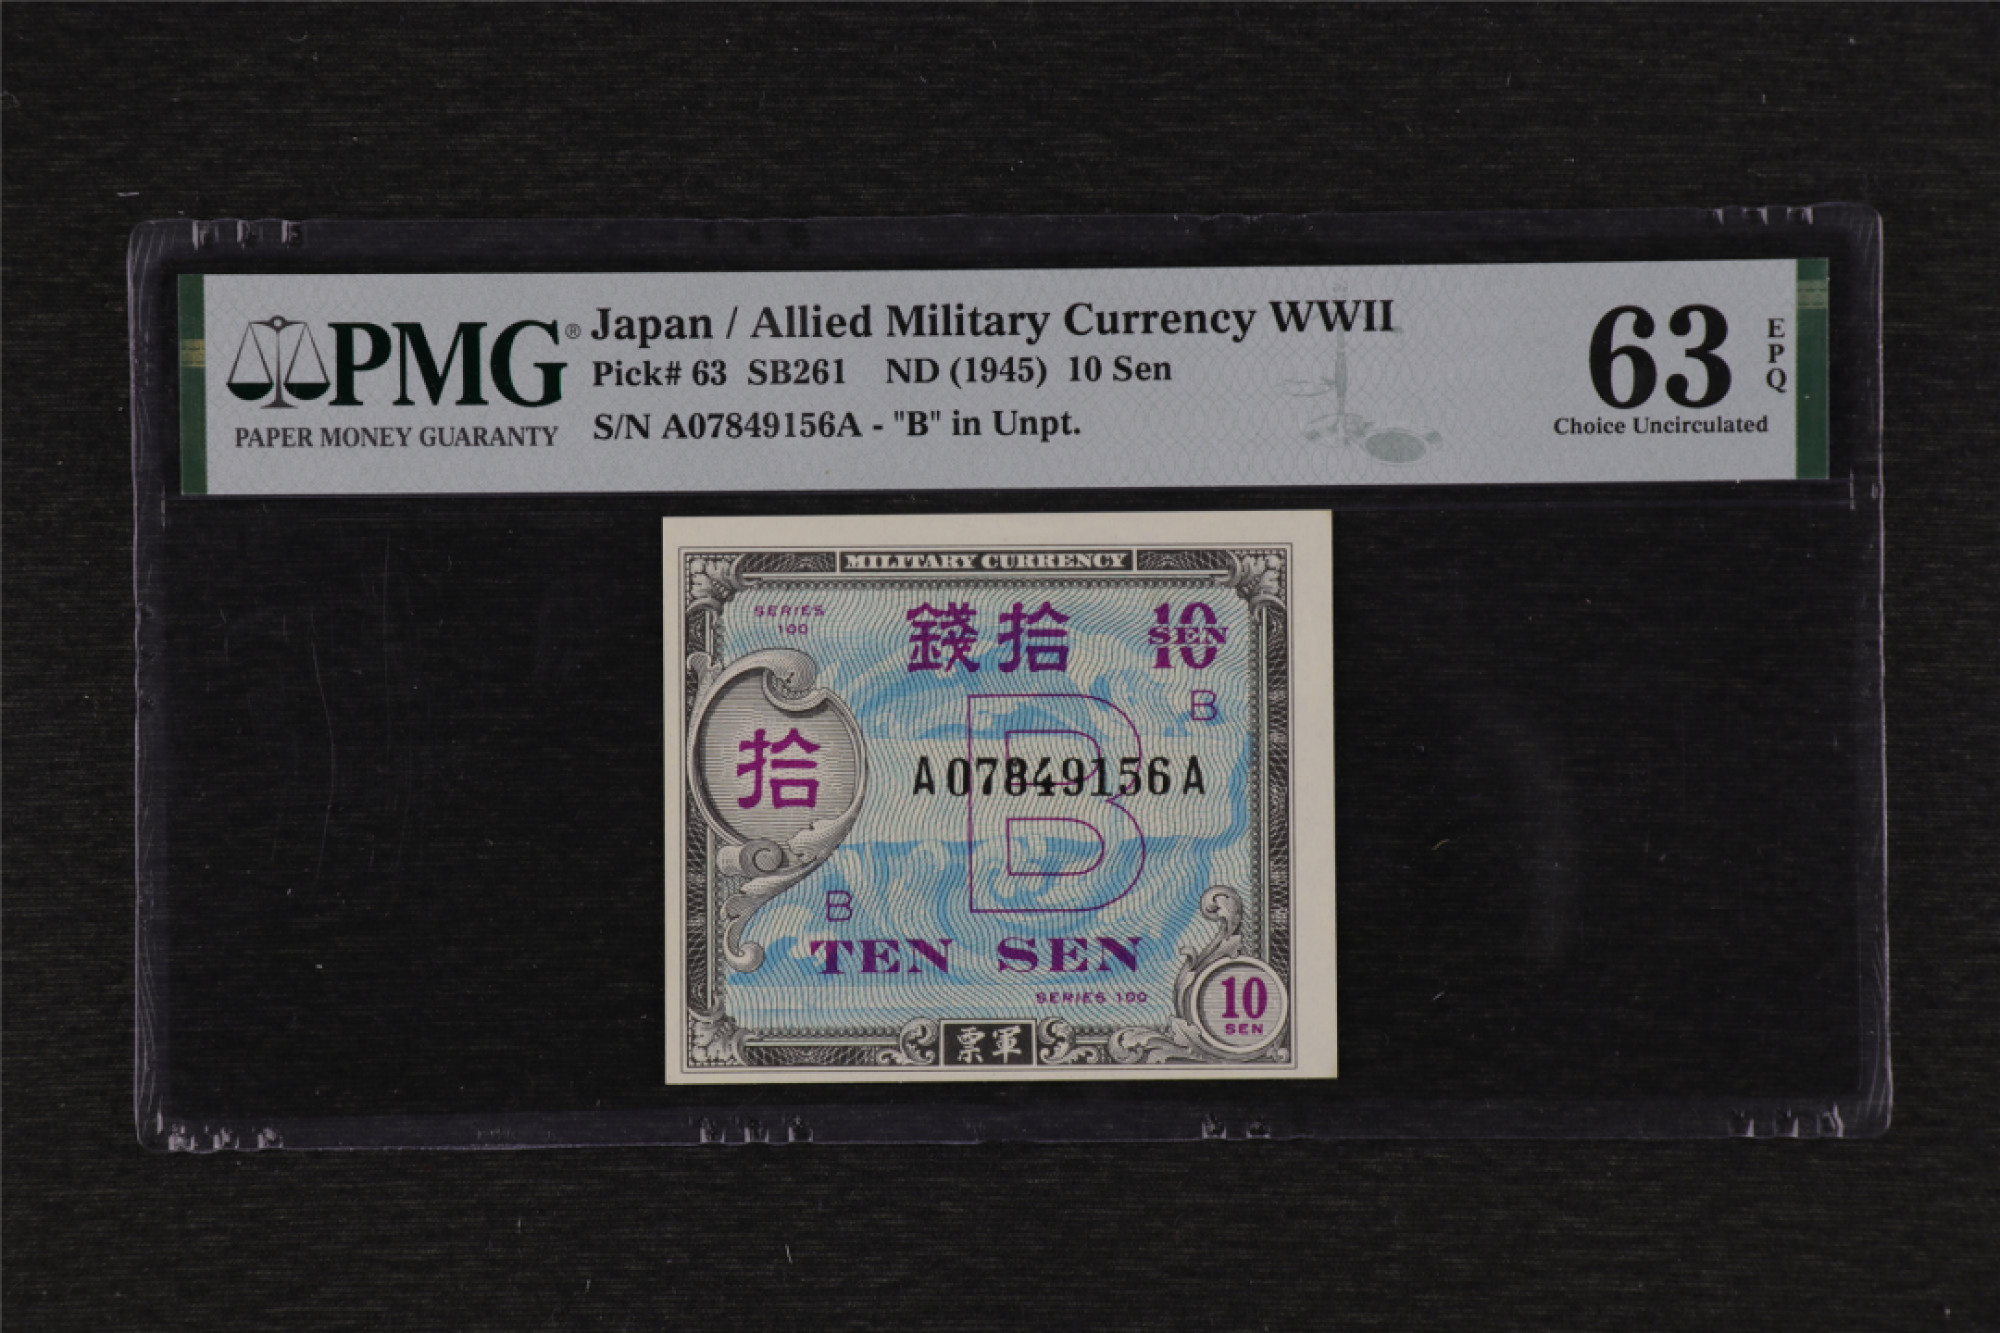 PMG®
PAPER MONEY GUARANTY
Japan / Allied Military Currency WWII
Pick# 63 SB261 ND (1945) 10 Sen
S/N A07849156A - "B" in Unpt.
63
EPQ
Choice Uncirculated
MILITARY CURRENCY
SERIES
100
錢拾
10
SEN
B
拾
B
A07849156A
B
TEN SEN
SERIES 100
10
SEN
票軍